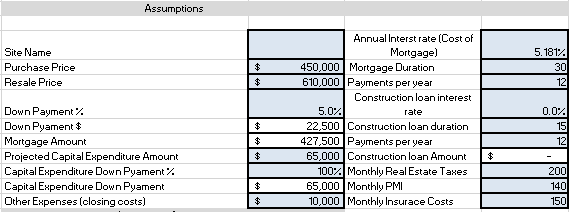 Assumptions
Annual Interst rate (Cost of
Site Name Mortgage) 5.181%
Purchase Price $ 450,000 Mortgage Duration 30
Resale Price $ 610,000 Payments per year 12
Construction loan interest
Down Payment % 5.0% rate 0.0%
Down Pyament $ $ 22,500 Construction loan duration 15
Mortgage Amount $ 427,500 Payments per year 12
Projected Capital Expenditure Amount $ 65,000 Construction loan Amount $ -
Capital Expenditure Down Pyament % 100% Monthly Real Estate Taxes 200
Capital Expenditure Down Payment $ 65,000 Monthly PMI 140
Other Expenses (closing costs) $ 10,000 Monthly Insurace Costs 150